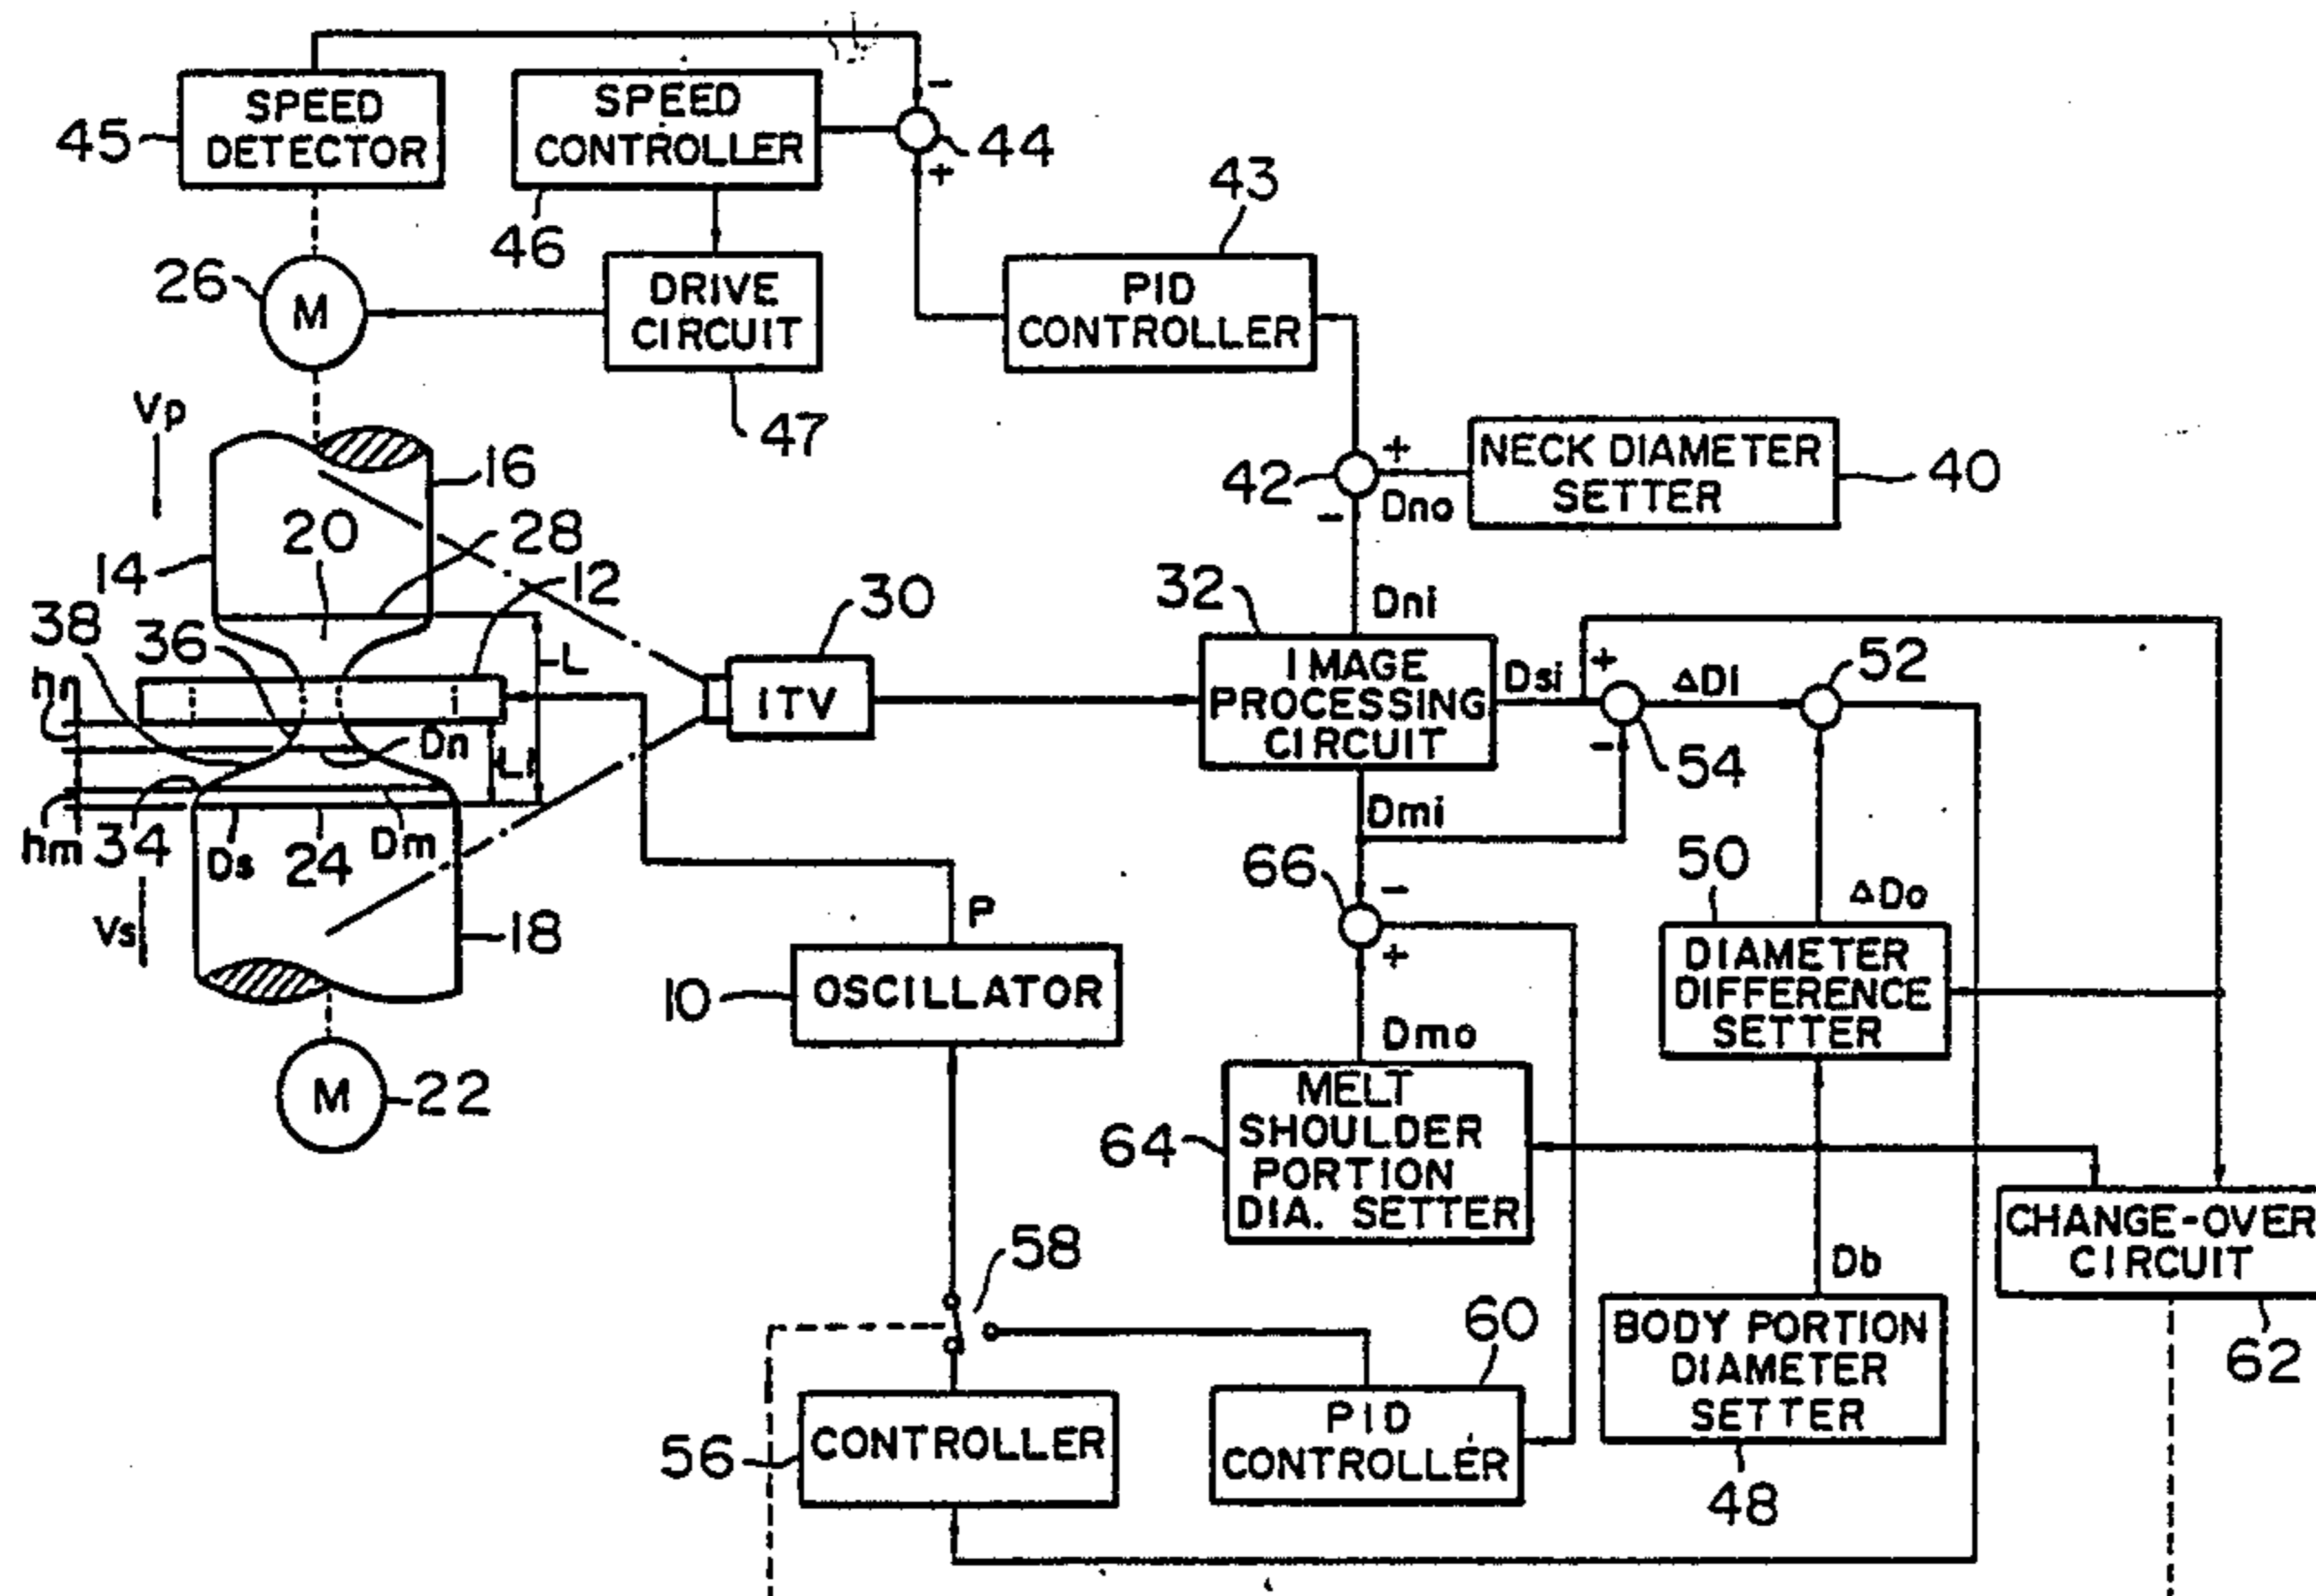 SPEED
DETECTOR
45
SPEED
CONTROLLER
46
-
44
+
43
26
M
DRIVE
CIRCUIT
47
PID
CONTROLLER
Vp
16
42
+
Dno
-
NECK DIAMETER
SETTER
40
20
28
14
12
38
36
30
32
Dni
hn
L
ITV
IMAGE
PROCESSING
CIRCUIT
Dsi
+
-
54
ΔDi
52
Dn
L1
hm
34
Ds
24
Dm
Dmi
66
-
+
50
ΔDo
Vs
18
P
10
OSCILLATOR
DIAMETER
DIFFERENCE
SETTER
Dmo
M
22
64
MELT
SHOULDER
PORTION
DIA. SETTER
CHANGE-OVER
CIRCUIT
62
58
Db
60
BODY PORTION
DIAMETER
SETTER
48
56
CONTROLLER
PID
CONTROLLER